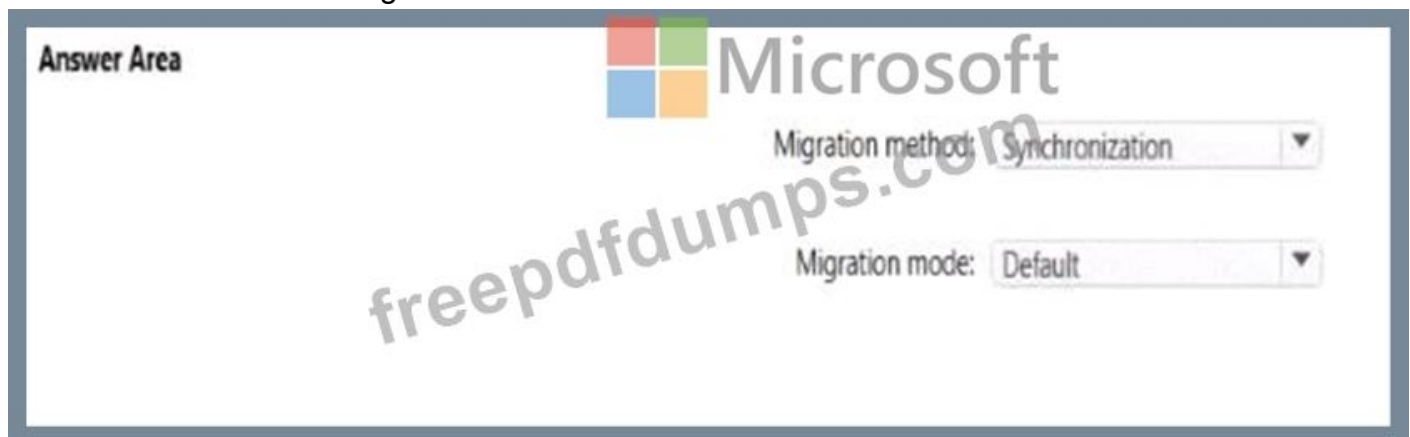 Answer Area
Microsoft
Migration method: Synchronization
freepdfdumps.com
Migration mode: Default